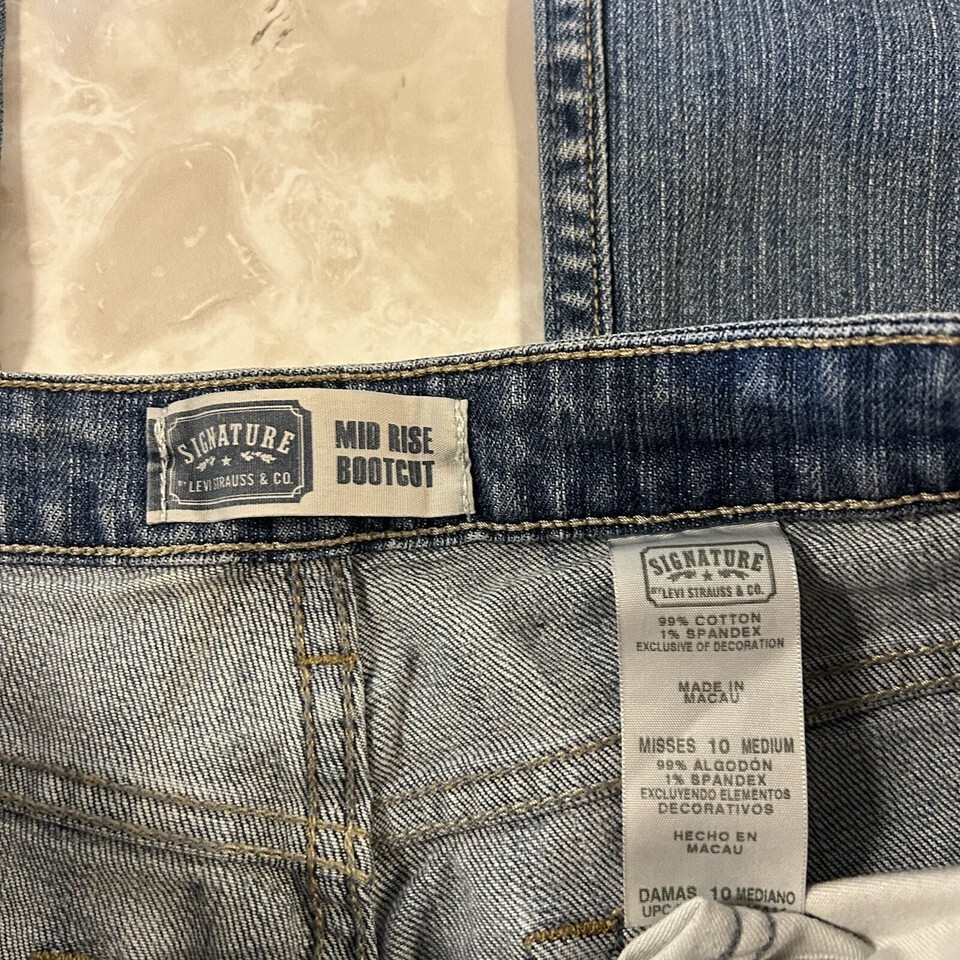 SIGNATURE
BY LEVI STRAUSS & CO.
MID RISE
BOOTCUT
SIGNATURE
BY LEVI STRAUSS & CO.
99% COTTON
1% SPANDEX
EXCLUSIVE OF DECORATION
MADE IN
MACAU
MISSES 10 MEDIUM
99% ALGODÓN
1% SPANDEX
EXCLUYENDO ELEMENTOS
DECORATIVOS
HECHO EN
MACAU
DAMAS 10 MEDIANO
UPC